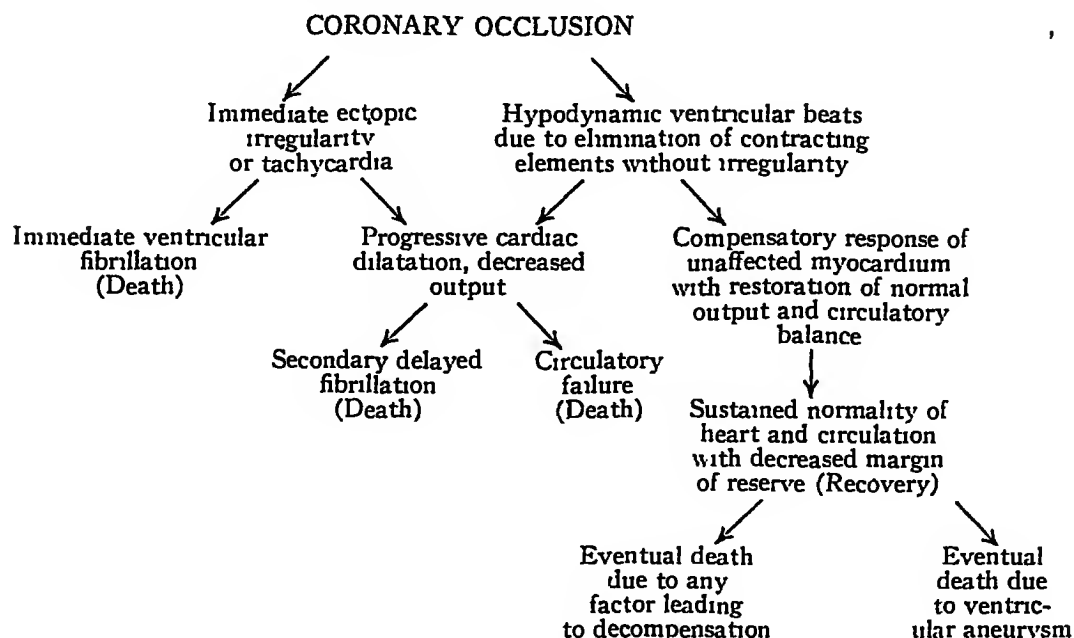 CORONARY OCCLUSION
Immediate ectopic
irregularity
or tachycardia
Hypodynamic ventricular beats
due to elimination of contracting
elements without irregularity
Immediate ventricular
fibrillation
(Death)
Progressive cardiac
dilatation, decreased
output
Compensatory response of
unaffected myocardium
with restoration of normal
output and circulatory
balance
Secondary delayed
fibrillation
(Death)
Circulatory
failure
(Death)
Sustained normality of
heart and circulation
with decreased margin
of reserve (Recovery)
Eventual death
due to any
factor leading
to decompensation
Eventual
death due
to ventric-
ular aneurysm